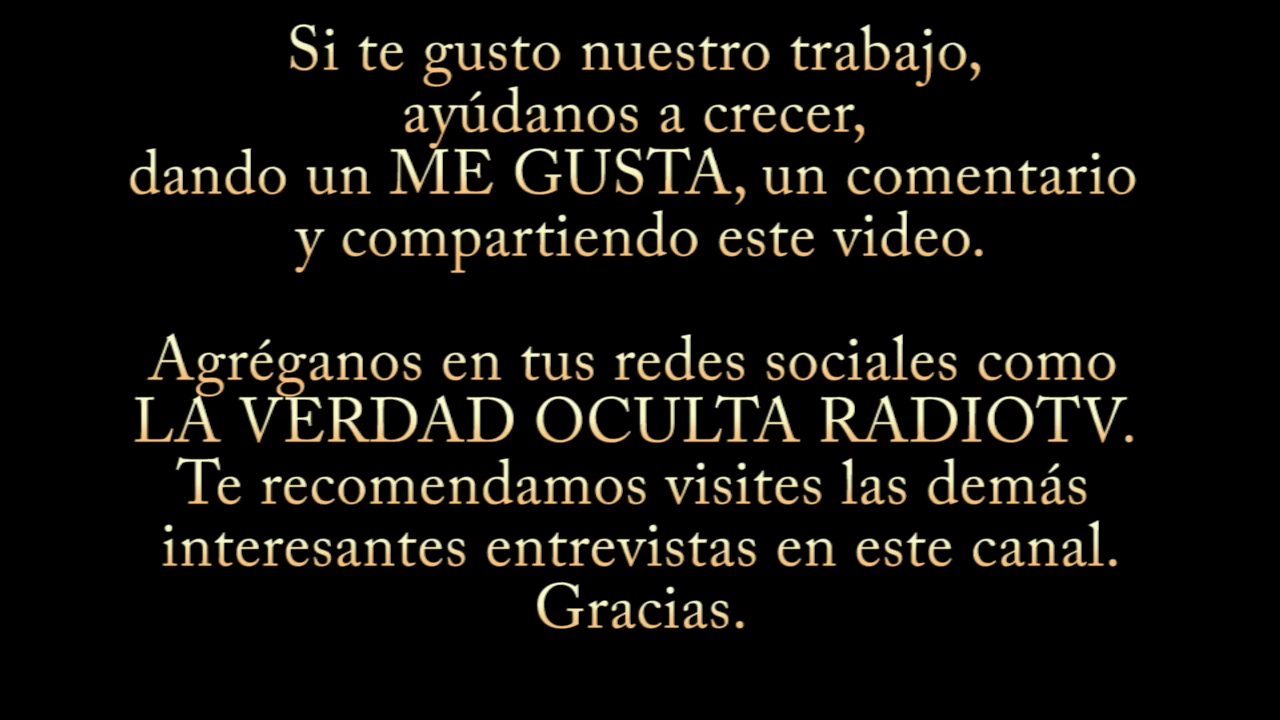 Si te gusto nuestro trabajo,
ayúdanos a crecer,
dando un ME GUSTA, un comentario
y compartiendo este video.
Agréganos en tus redes sociales como
LA VERDAD OCULTA RADIOTV.
Te recomendamos visites las demás
interesantes entrevistas en este canal.
Gracias.